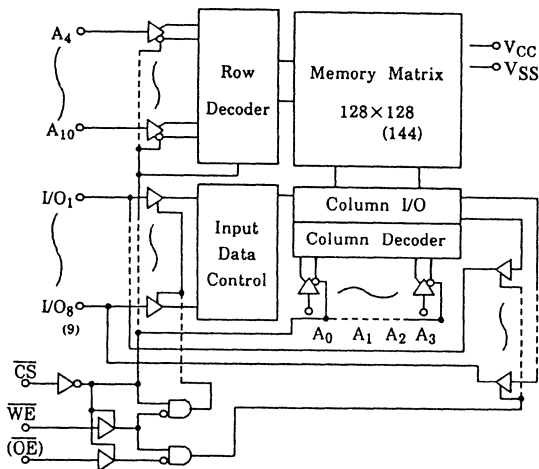 A4
A10
Row
Decoder
Memory Matrix
128×128
(144)
VCC
VSS
I/O1
I/O8
(9)
Input
Data
Control
Column I/O
Column Decoder
A0 A1 A2 A3
CS
WE
(OE)